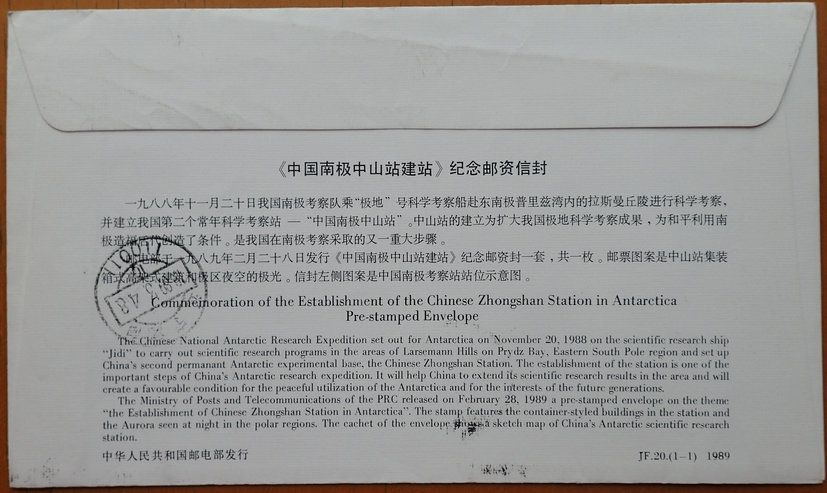 《中国南极中山站建站》纪念邮资信封
一九八八年十一月二十日我国南极考察队乘“极地”号科学考察船赴东南极普里兹湾内的拉斯曼丘陵进行科学考察，
并建立我国第二个常年科学考察站 — “中国南极中山站”。中山站的建立为扩大我国极地科学考察成果，为和平利用南
极造福后代创造了条件。是我国在南极考察采取的又一重大步骤。
邮电部于一九八九年二月二十八日发行《中国南极中山站建站》纪念邮资封一套，共一枚。邮票图案是中山站集装
箱式高架式建筑和极区夜空的极光。信封左侧图案是中国南极考察站站位示意图。
Commemoration of the Establishment of the Chinese Zhongshan Station in Antarctica
Pre-stamped Envelope
The Chinese National Antarctic Research Expedition set out for Antarctica on November 20, 1988 on the scientific research ship
“Jidi” to carry out scientific research programs in the areas of Larsemann Hills on Prydz Bay, Eastern South Pole region and set up
China's second permanant Antarctic experimental base, the Chinese Zhongshan Station. The establishment of the station is one of the
important steps of China's Antarctic research expedition. It will help China to extend its scientific research results in the area and will
create a favourable condition for the peaceful utilization of the Antarctica and for the interests of the future generations.
The Ministry of Posts and Telecommunications of the PRC released on February 28, 1989 a pre-stamped envelope on the theme
“the Establishment of Chinese Zhongshan Station in Antarctica”. The stamp features the container-styled buildings in the station and
the Aurora seen at night in the polar regions. The cachet of the envelope is a sketch map of China's Antarctic scientific research
station.
中华人民共和国邮电部发行
JF.20.(1–1) 1989